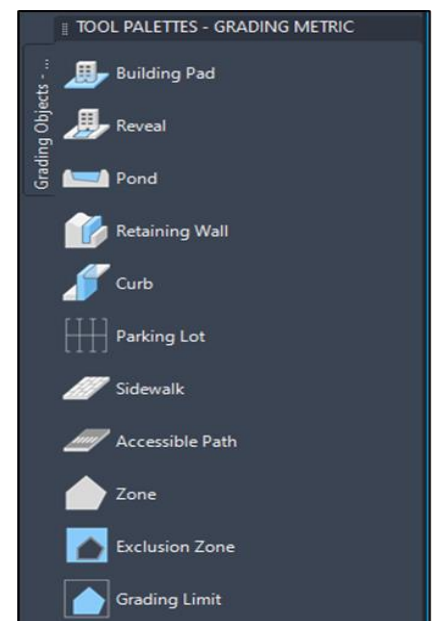 TOOL PALETTES - GRADING METRIC
Grading Objects - ...
Building Pad
Reveal
Pond
Retaining Wall
Curb
Parking Lot
Sidewalk
Accessible Path
Zone
Exclusion Zone
Grading Limit